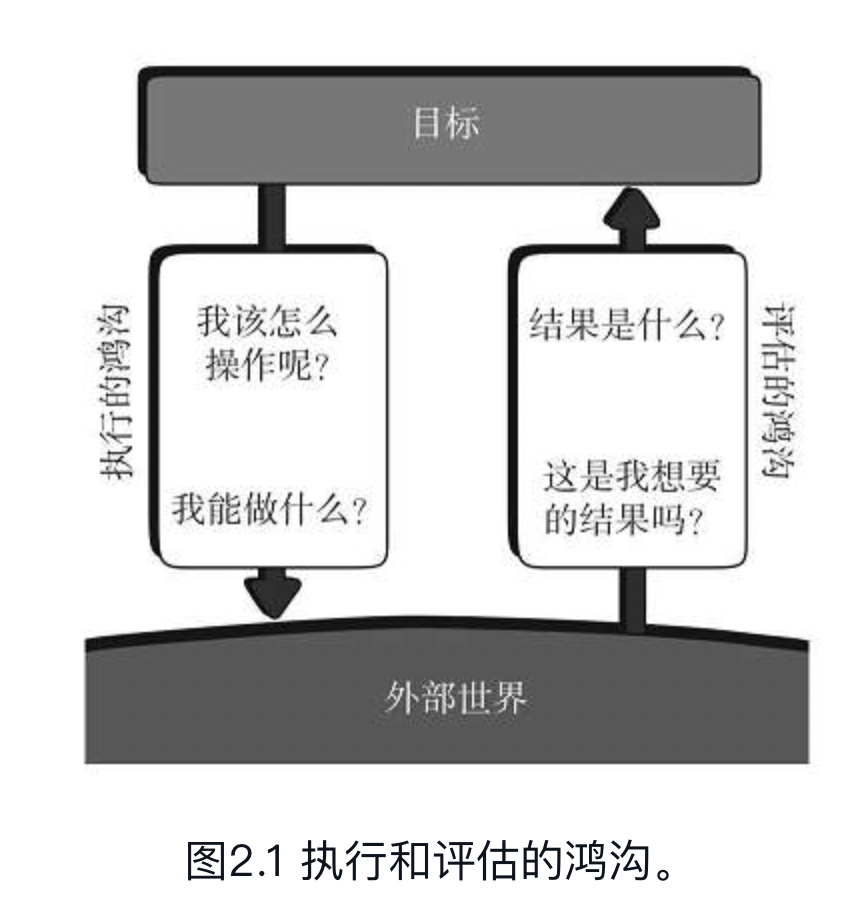 目标
执行的鸿沟
我该怎么
操作呢?
我能做什么?
结果是什么?
这是我想要
的结果吗?
评估的鸿沟
外部世界
图2.1 执行和评估的鸿沟。